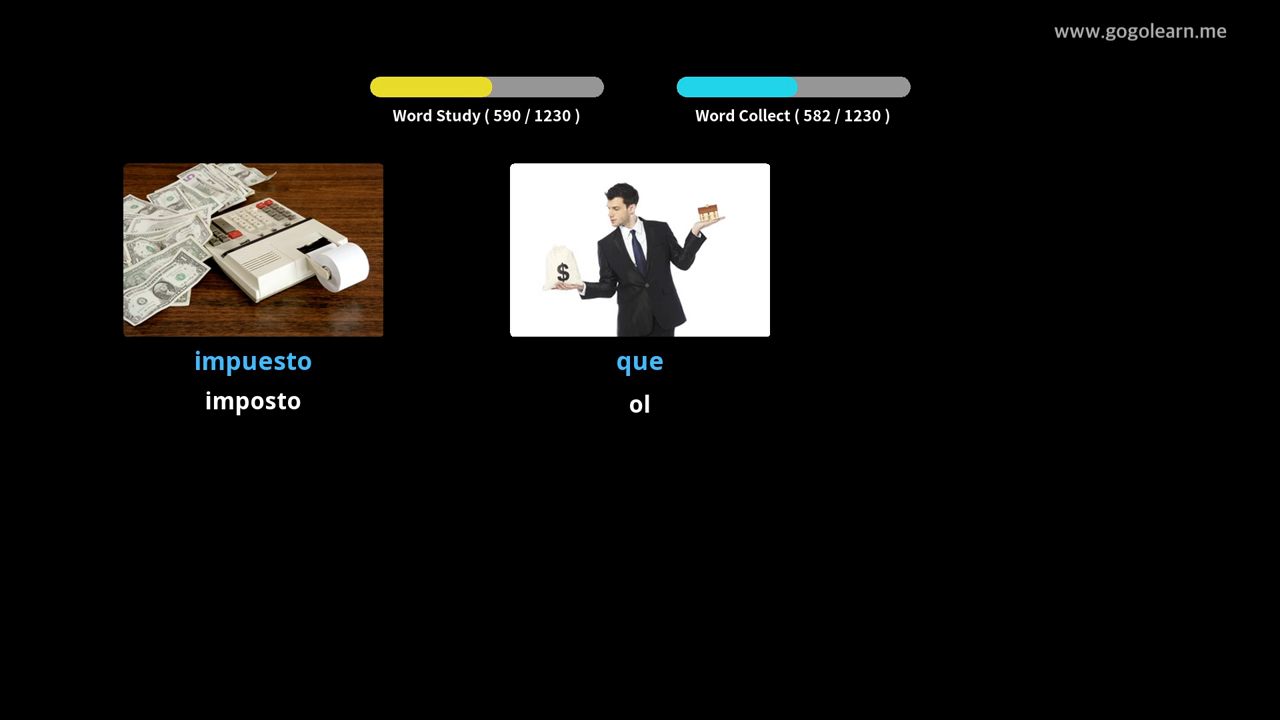 www.gogolearn.me
Word Study ( 590 / 1230 )
Word Collect ( 582 / 1230 )
impuesto
que
imposto
ol
$